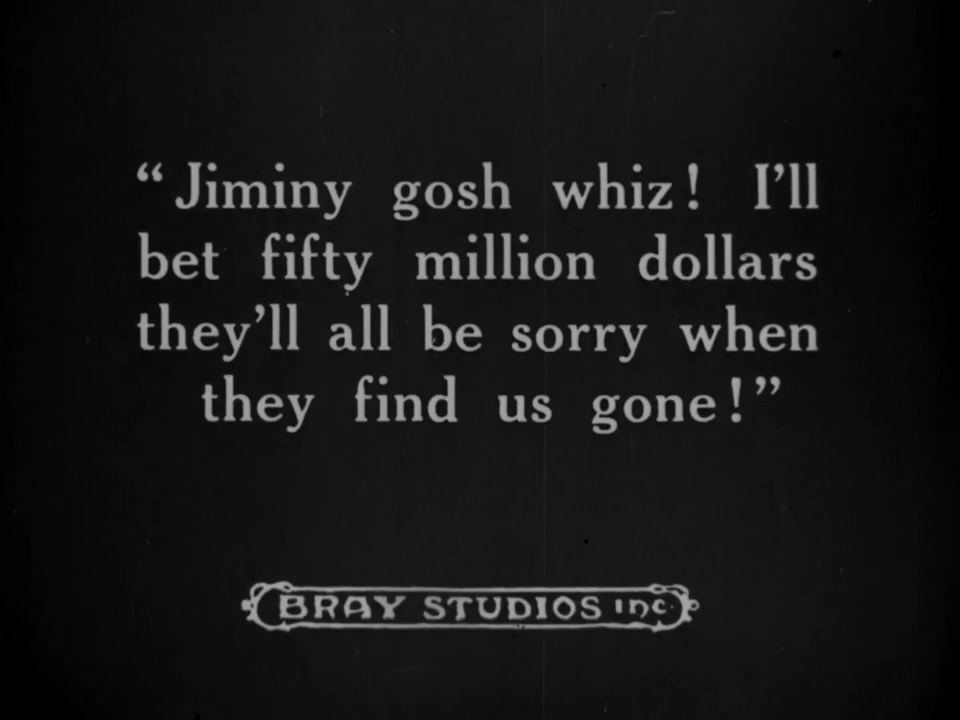 “Jiminy gosh whiz! I’ll
bet fifty million dollars
they’ll all be sorry when
they find us gone!”
BRAY STUDIOS Inc